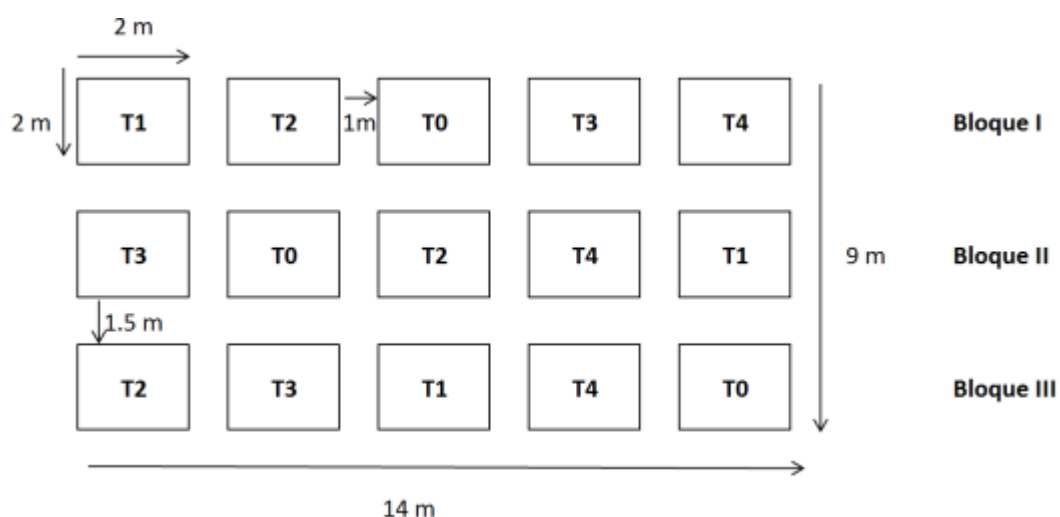 2 m
2 m
T1 T2 1m T0 T3 T4 Bloque I
T3 T0 T2 T4 T1 9 m Bloque II
1.5 m
T2 T3 T1 T4 T0 Bloque III
14 m